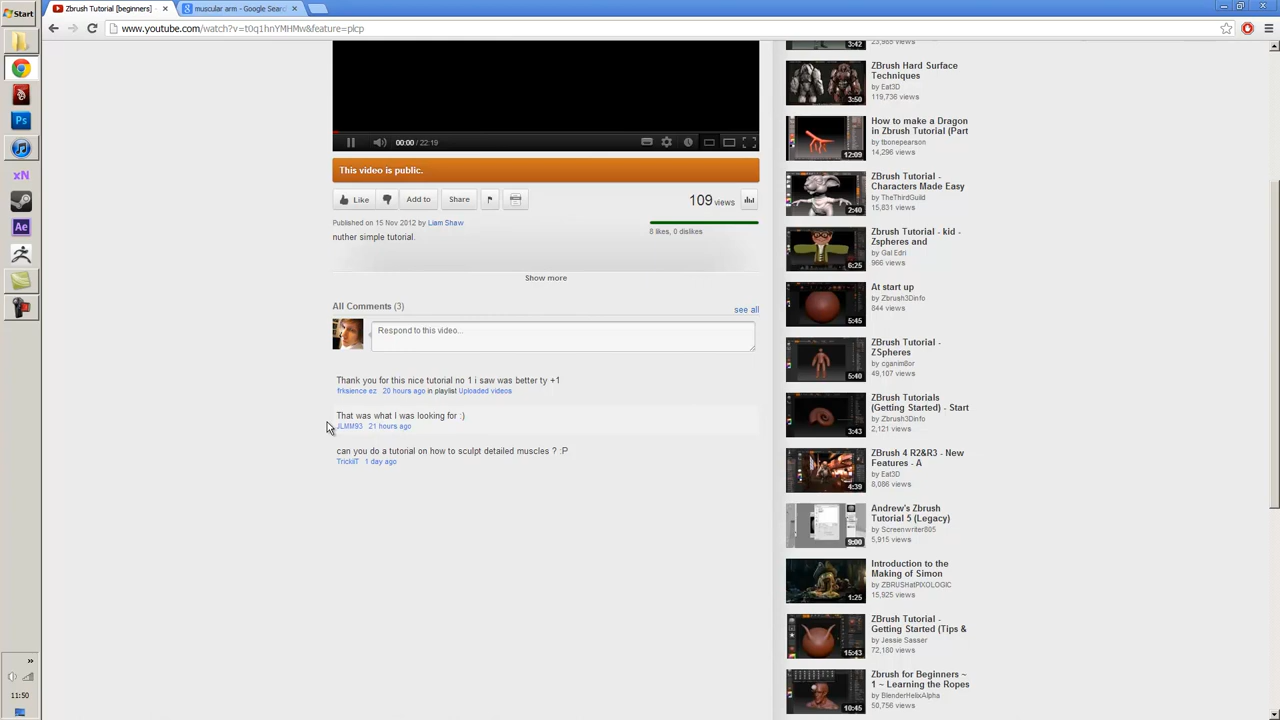 Start
Zbrush Tutorial [beginners]
muscular arm - Google Sear
www.youtube.com/watch?v=t0q1hnYMHMw&feature=plcp
00:00 / 22:19
This video is public.
Like
Add to
Share
109 views
Published on 15 Nov 2012 by Liam Shaw
8 likes, 0 dislikes
nuther simple tutorial.
Show more
All Comments (3)
see all
Respond to this video...
Thank you for this nice tutorial no 1 i saw was better ty +1
frksience ez 20 hours ago in playlist Uploaded videos
That was what I was looking for :)
JLMM93 21 hours ago
can you do a tutorial on how to sculpt detailed muscles ? :P
TrickilT 1 day ago
3:42
23,985 views
3:50
ZBrush Hard Surface
Techniques
by Eat3D
119,736 views
12:09
How to make a Dragon
in Zbrush Tutorial (Part
by tbonepearson
14,296 views
2:40
ZBrush Tutorial -
Characters Made Easy
by TheThirdGuild
15,831 views
6:25
ZBrush Tutorial - kid -
Zspheres and
by Gal Edri
966 views
5:45
At start up
by Zbrush3Dinfo
844 views
5:40
ZBrush Tutorial -
ZSpheres
by cganim8or
49,107 views
3:43
ZBrush Tutorials
(Getting Started) - Start
by Zbrush3Dinfo
2,121 views
4:39
ZBrush 4 R2&R3 - New
Features - A
by Eat3D
8,086 views
9:00
Andrew's Zbrush
Tutorial 5 (Legacy)
by Screenwriter805
5,915 views
1:25
Introduction to the
Making of Simon
by ZBRUSHatPIXOLOGIC
15,925 views
15:43
ZBrush Tutorial -
Getting Started (Tips &
by Jessie Sasser
72,180 views
10:45
Zbrush for Beginners ~
1 ~ Learning the Ropes
by BlenderHelixAlpha
50,756 views
Ps
xN
Ae
11:50